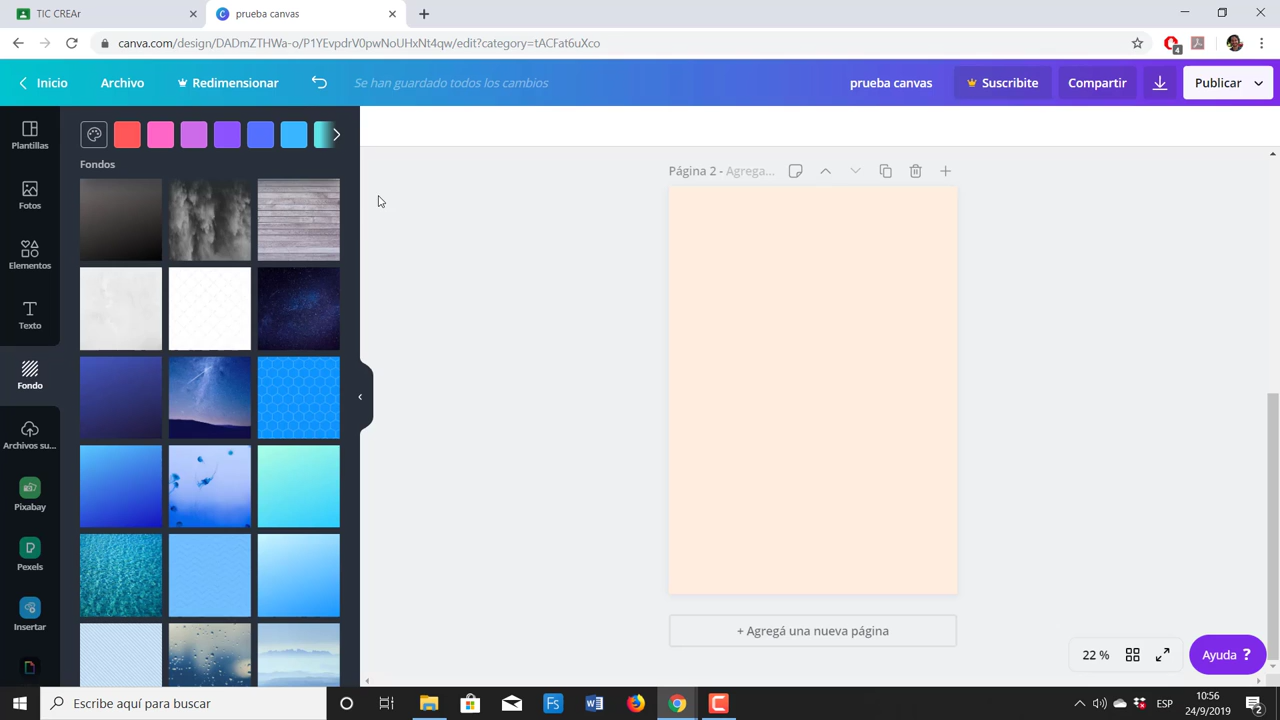 TIC CREAr
prueba canvas
canva.com/design/DADmZTHWa-o/P1YEvpdrV0pwNoUHxNt4qw/edit?category=tACFat6uXco
4
Inicio
Archivo
Redimensionar
Se han guardado todos los cambios
prueba canvas
Suscribite
Compartir
Publicar
Plantillas
Fotos
Elementos
Texto
Fondo
Archivos su...
Pixabay
Pexels
Insertar
Fondos
Página 2 - Agrega...
+ Agregá una nueva página
22 %
Ayuda ?
Escribe aquí para buscar
ESP
10:56
24/9/2019
2